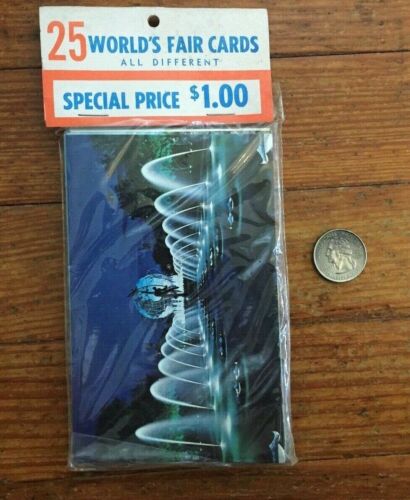 25 WORLD'S FAIR CARDS
ALL DIFFERENT
SPECIAL PRICE $1.00